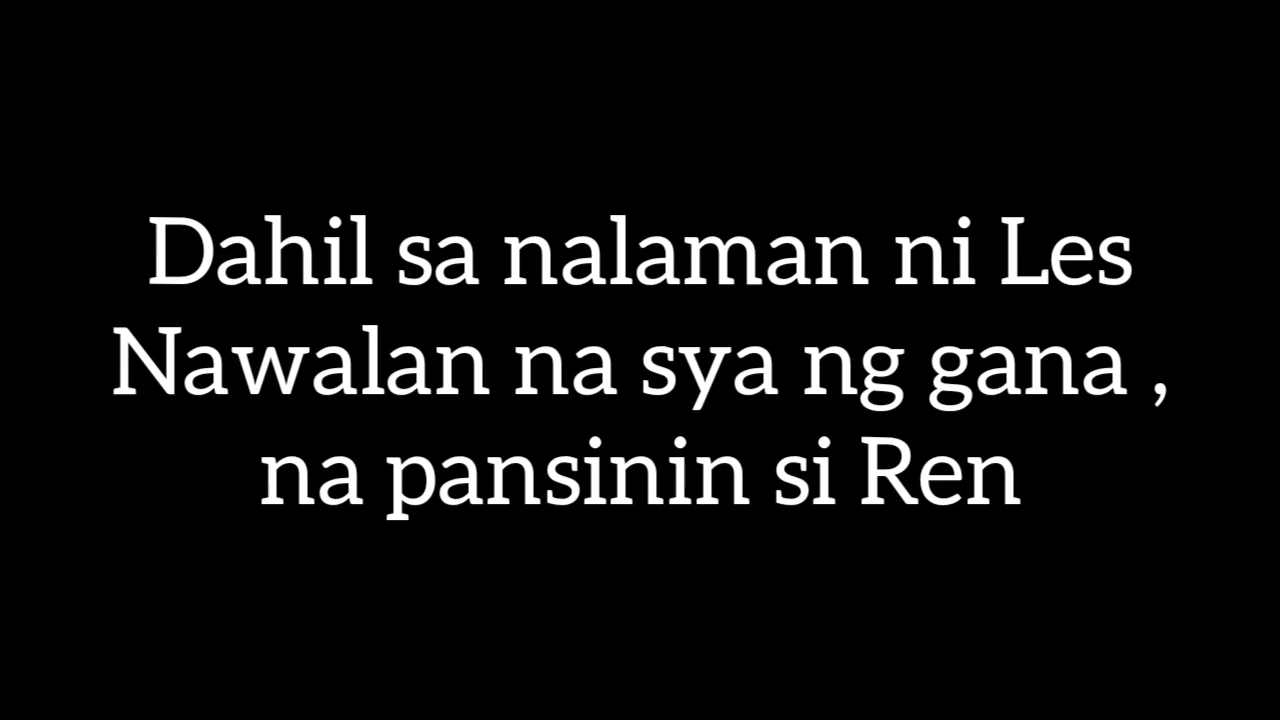 Dahil sa nalaman ni Les
Nawalan na sya ng gana ,
na pansinin si Ren